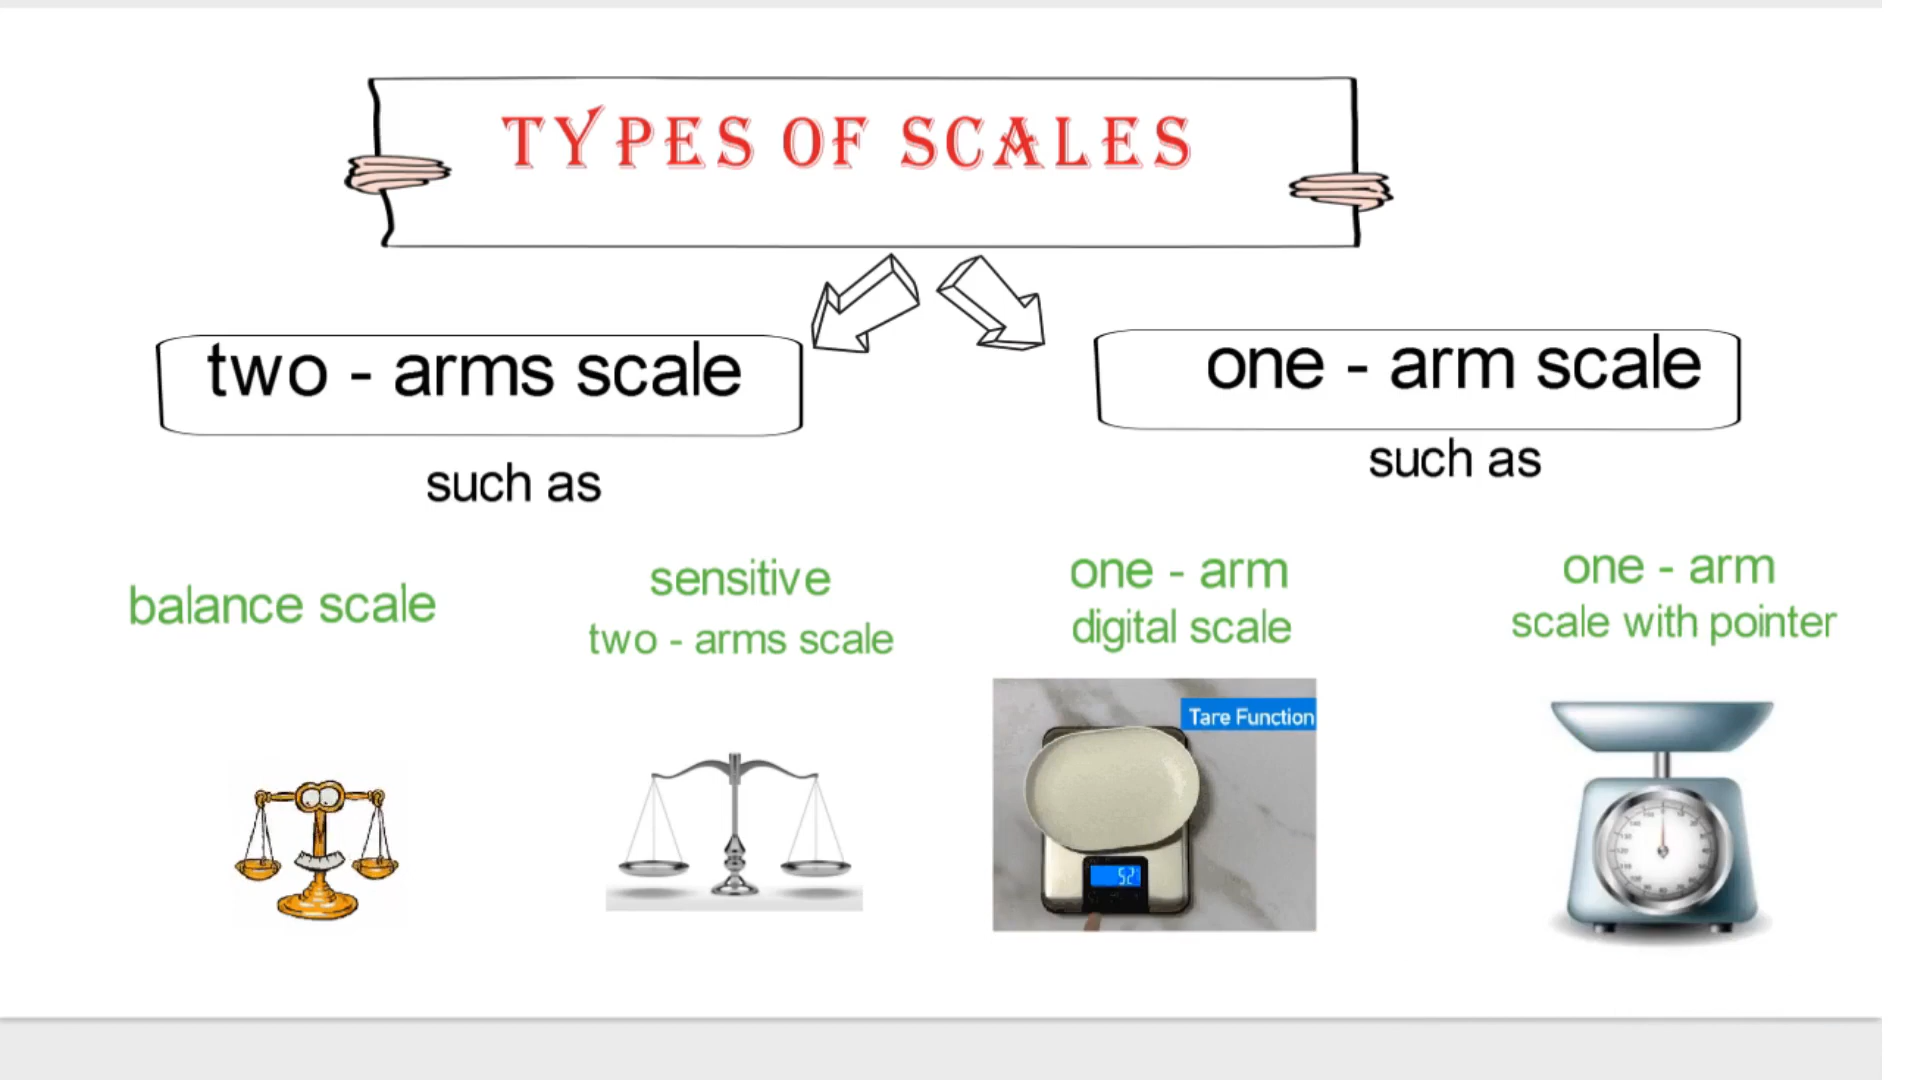 TYPES OF SCALES
two - arms scale
one - arm scale
such as
such as
balance scale
sensitive
two - arms scale
one - arm
digital scale
one - arm
scale with pointer
Tare Function
52